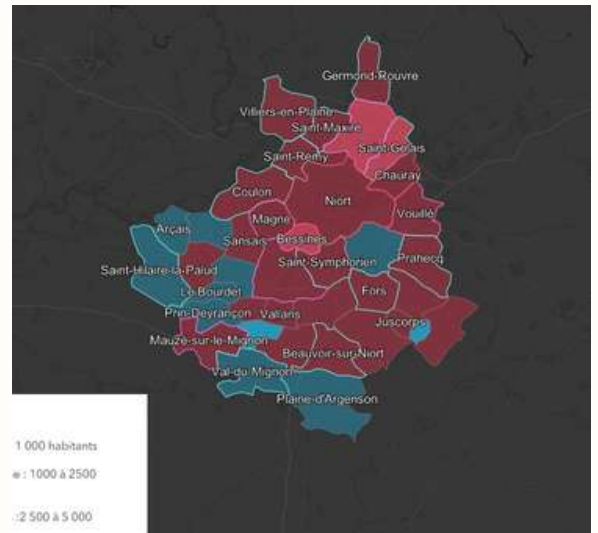 Germond-Rouvre
Villiers-en-Plaine
Saint-Maxire
Saint-Gelais
Saint-Rémy
Chauray
Coulon
Niort
Vouillé
Magné
Arçais
Sansais
Bessines
Saint-Symphorien
Prahecq
Saint-Hilaire-la-Palud
Le Bourdet
Fors
Prin-Deyrançon
Vallans
Juscorps
Mauzé-sur-le-Mignon
Beauvoir-sur-Niort
Val-du-Mignon
Plaine-d'Argenson
1 000 habitants
e : 1000 à 2500
:2 500 à 5 000